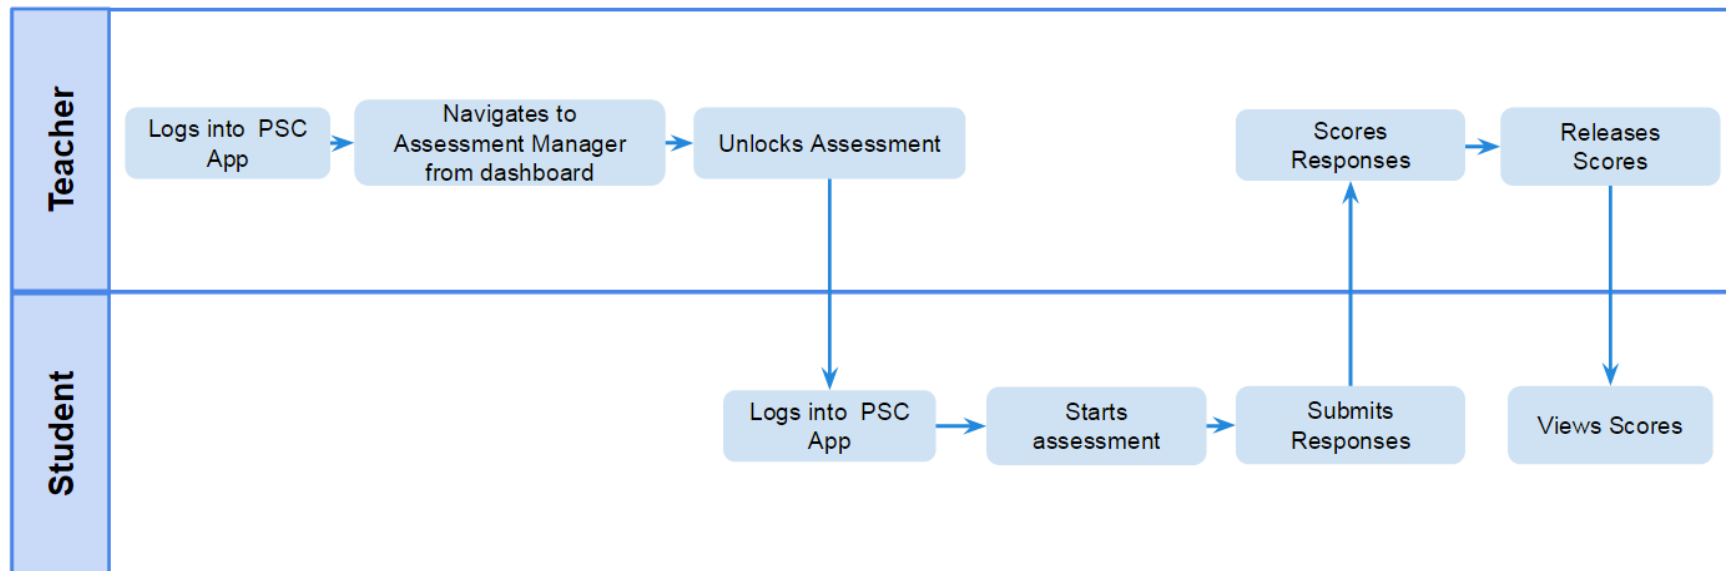 Teacher
Logs into PSC
App
Navigates to
Assessment Manager
from dashboard
Unlocks Assessment
Scores
Responses
Releases
Scores
Student
Logs into PSC
App
Starts
assessment
Submits
Responses
Views Scores